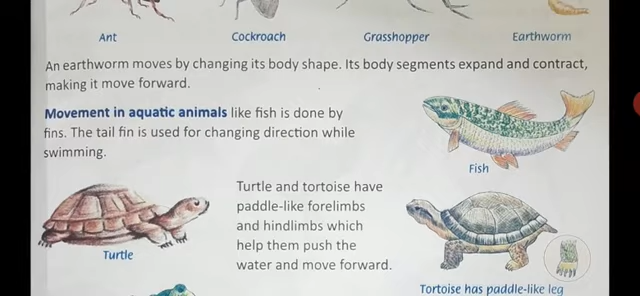 Ant
Cockroach
Grasshopper
Earthworm
An earthworm moves by changing its body shape. Its body segments expand and contract,
making it move forward.
Movement in aquatic animals like fish is done by
fins. The tail fin is used for changing direction while
swimming.
Fish
Turtle and tortoise have
paddle-like forelimbs
and hindlimbs which
help them push the
water and move forward.
Turtle
Tortoise has paddle-like leg